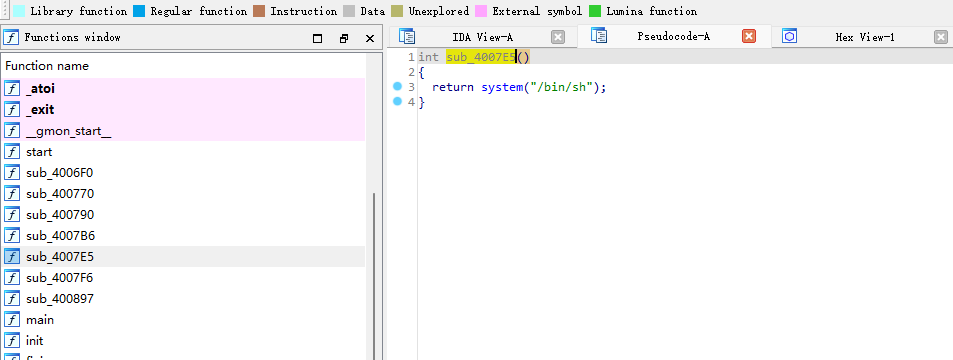 Library function Regular function Instruction Data Unexplored External symbol Lumina function
Functions window
IDA View-A Pseudocode-A Hex View-1
Function name
_atoi
_exit
__gmon_start__
start
sub_4006F0
sub_400770
sub_400790
sub_4007B6
sub_4007E5
sub_4007F6
sub_400897
main
init
1 int sub_4007E5()
2 {
3 return system("/bin/sh");
4 }